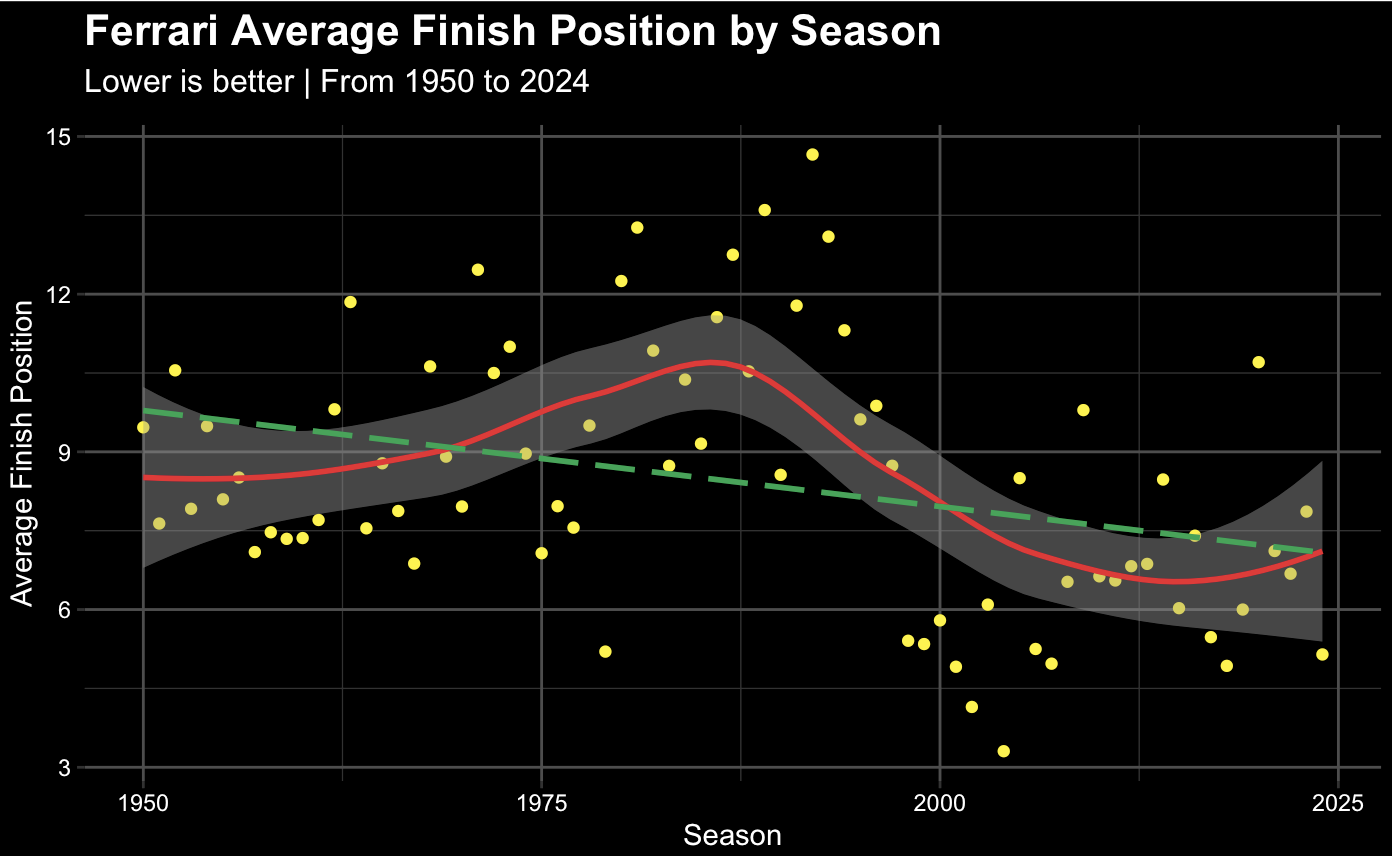 Ferrari Average Finish Position by Season
Lower is better | From 1950 to 2024
Average Finish Position
15
12
9
6
3
1950
1975
2000
2025
Season